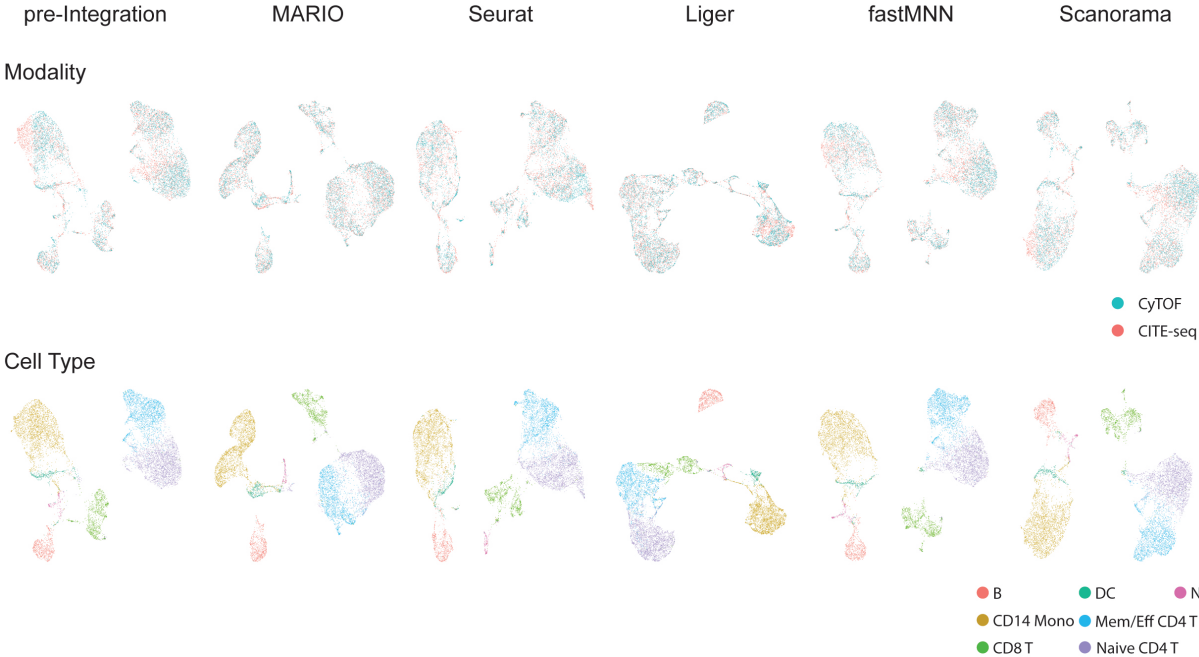 pre-Integration MARIO Seurat Liger fastMNN Scanorama
Modality
CyTOF
CITE-seq
Cell Type
B DC N
CD14 Mono Mem/Eff CD4 T
CD8 T Naive CD4 T